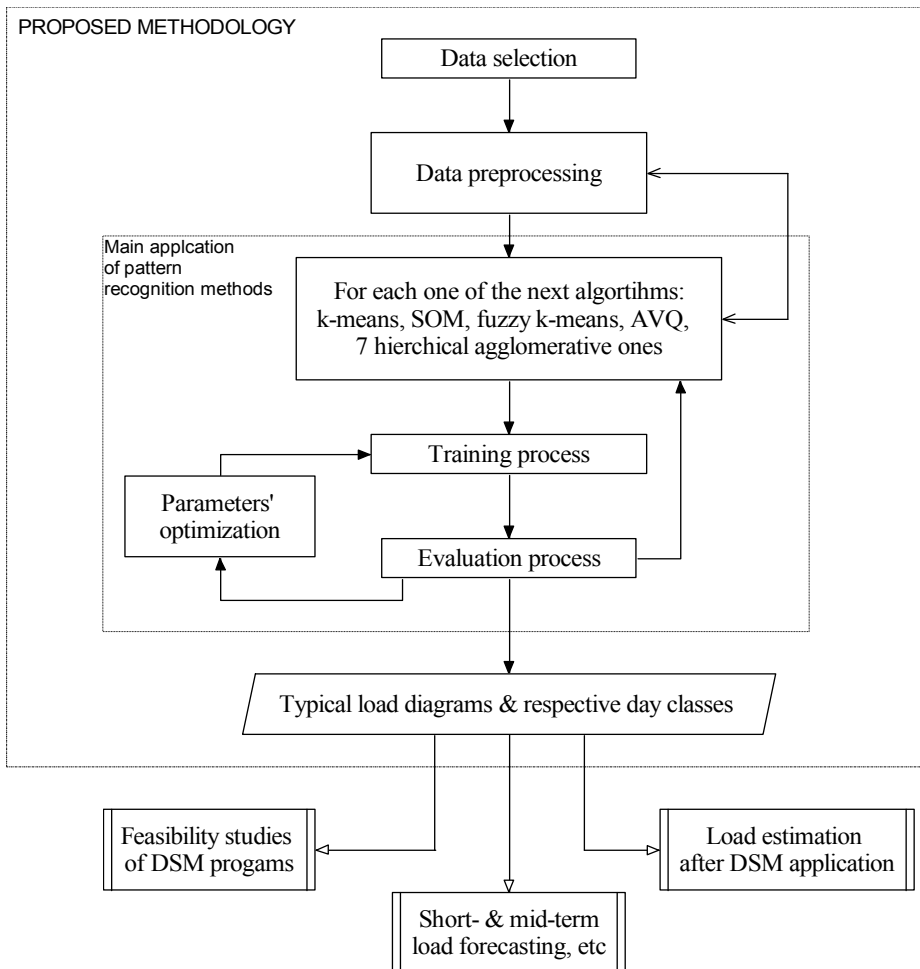 PROPOSED METHODOLOGY
Data selection
Data preprocessing
Main applcation
of pattern
recognition methods
For each one of the next algortihms:
k-means, SOM, fuzzy k-means, AVQ,
7 hierchical agglomerative ones
Training process
Parameters'
optimization
Evaluation process
Typical load diagrams & respective day classes
Feasibility studies
of DSM progams
Load estimation
after DSM application
Short- & mid-term
load forecasting, etc